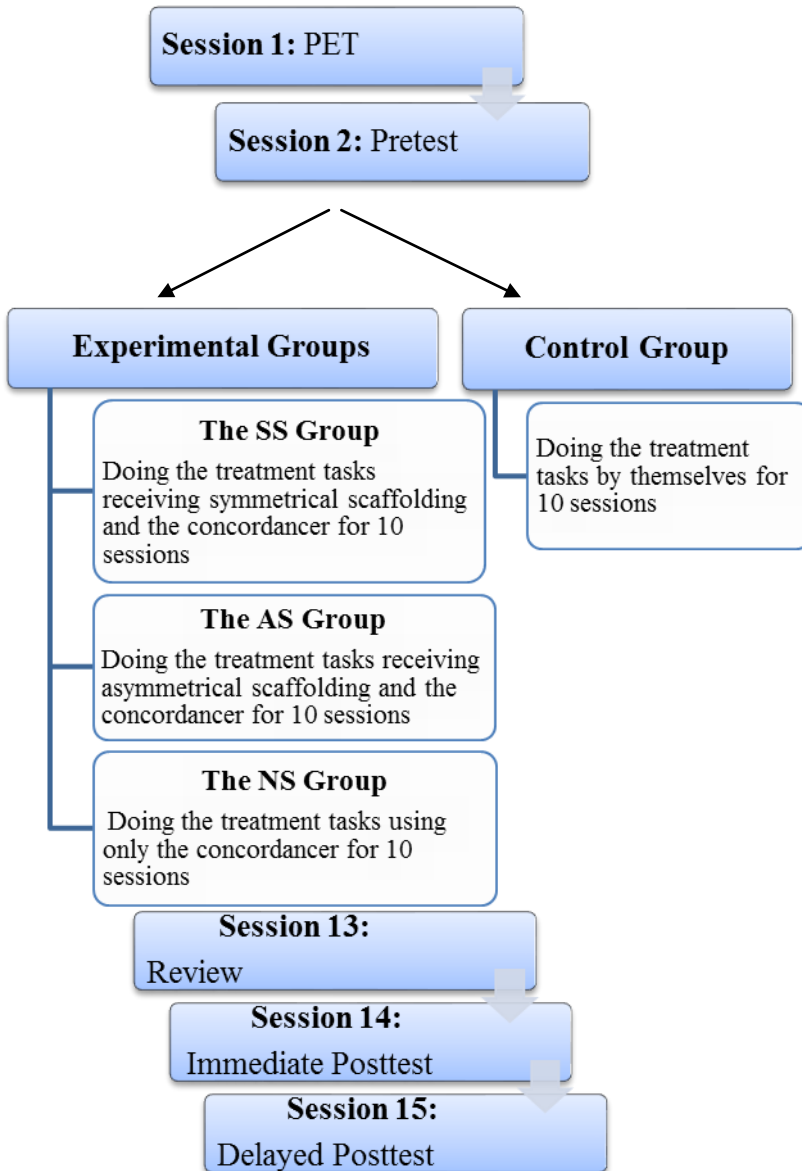 Session 1: PET
Session 2: Pretest
Experimental Groups
The SS Group
Doing the treatment tasks
receiving symmetrical scaffolding
and the concordancer for 10
sessions
The AS Group
Doing the treatment tasks receiving
asymmetrical scaffolding and the
concordancer for 10 sessions
The NS Group
Doing the treatment tasks using
only the concordancer for 10
sessions
Control Group
Doing the treatment
tasks by themselves for
10 sessions
Session 13:
Review
Session 14:
Immediate Posttest
Session 15:
Delayed Posttest